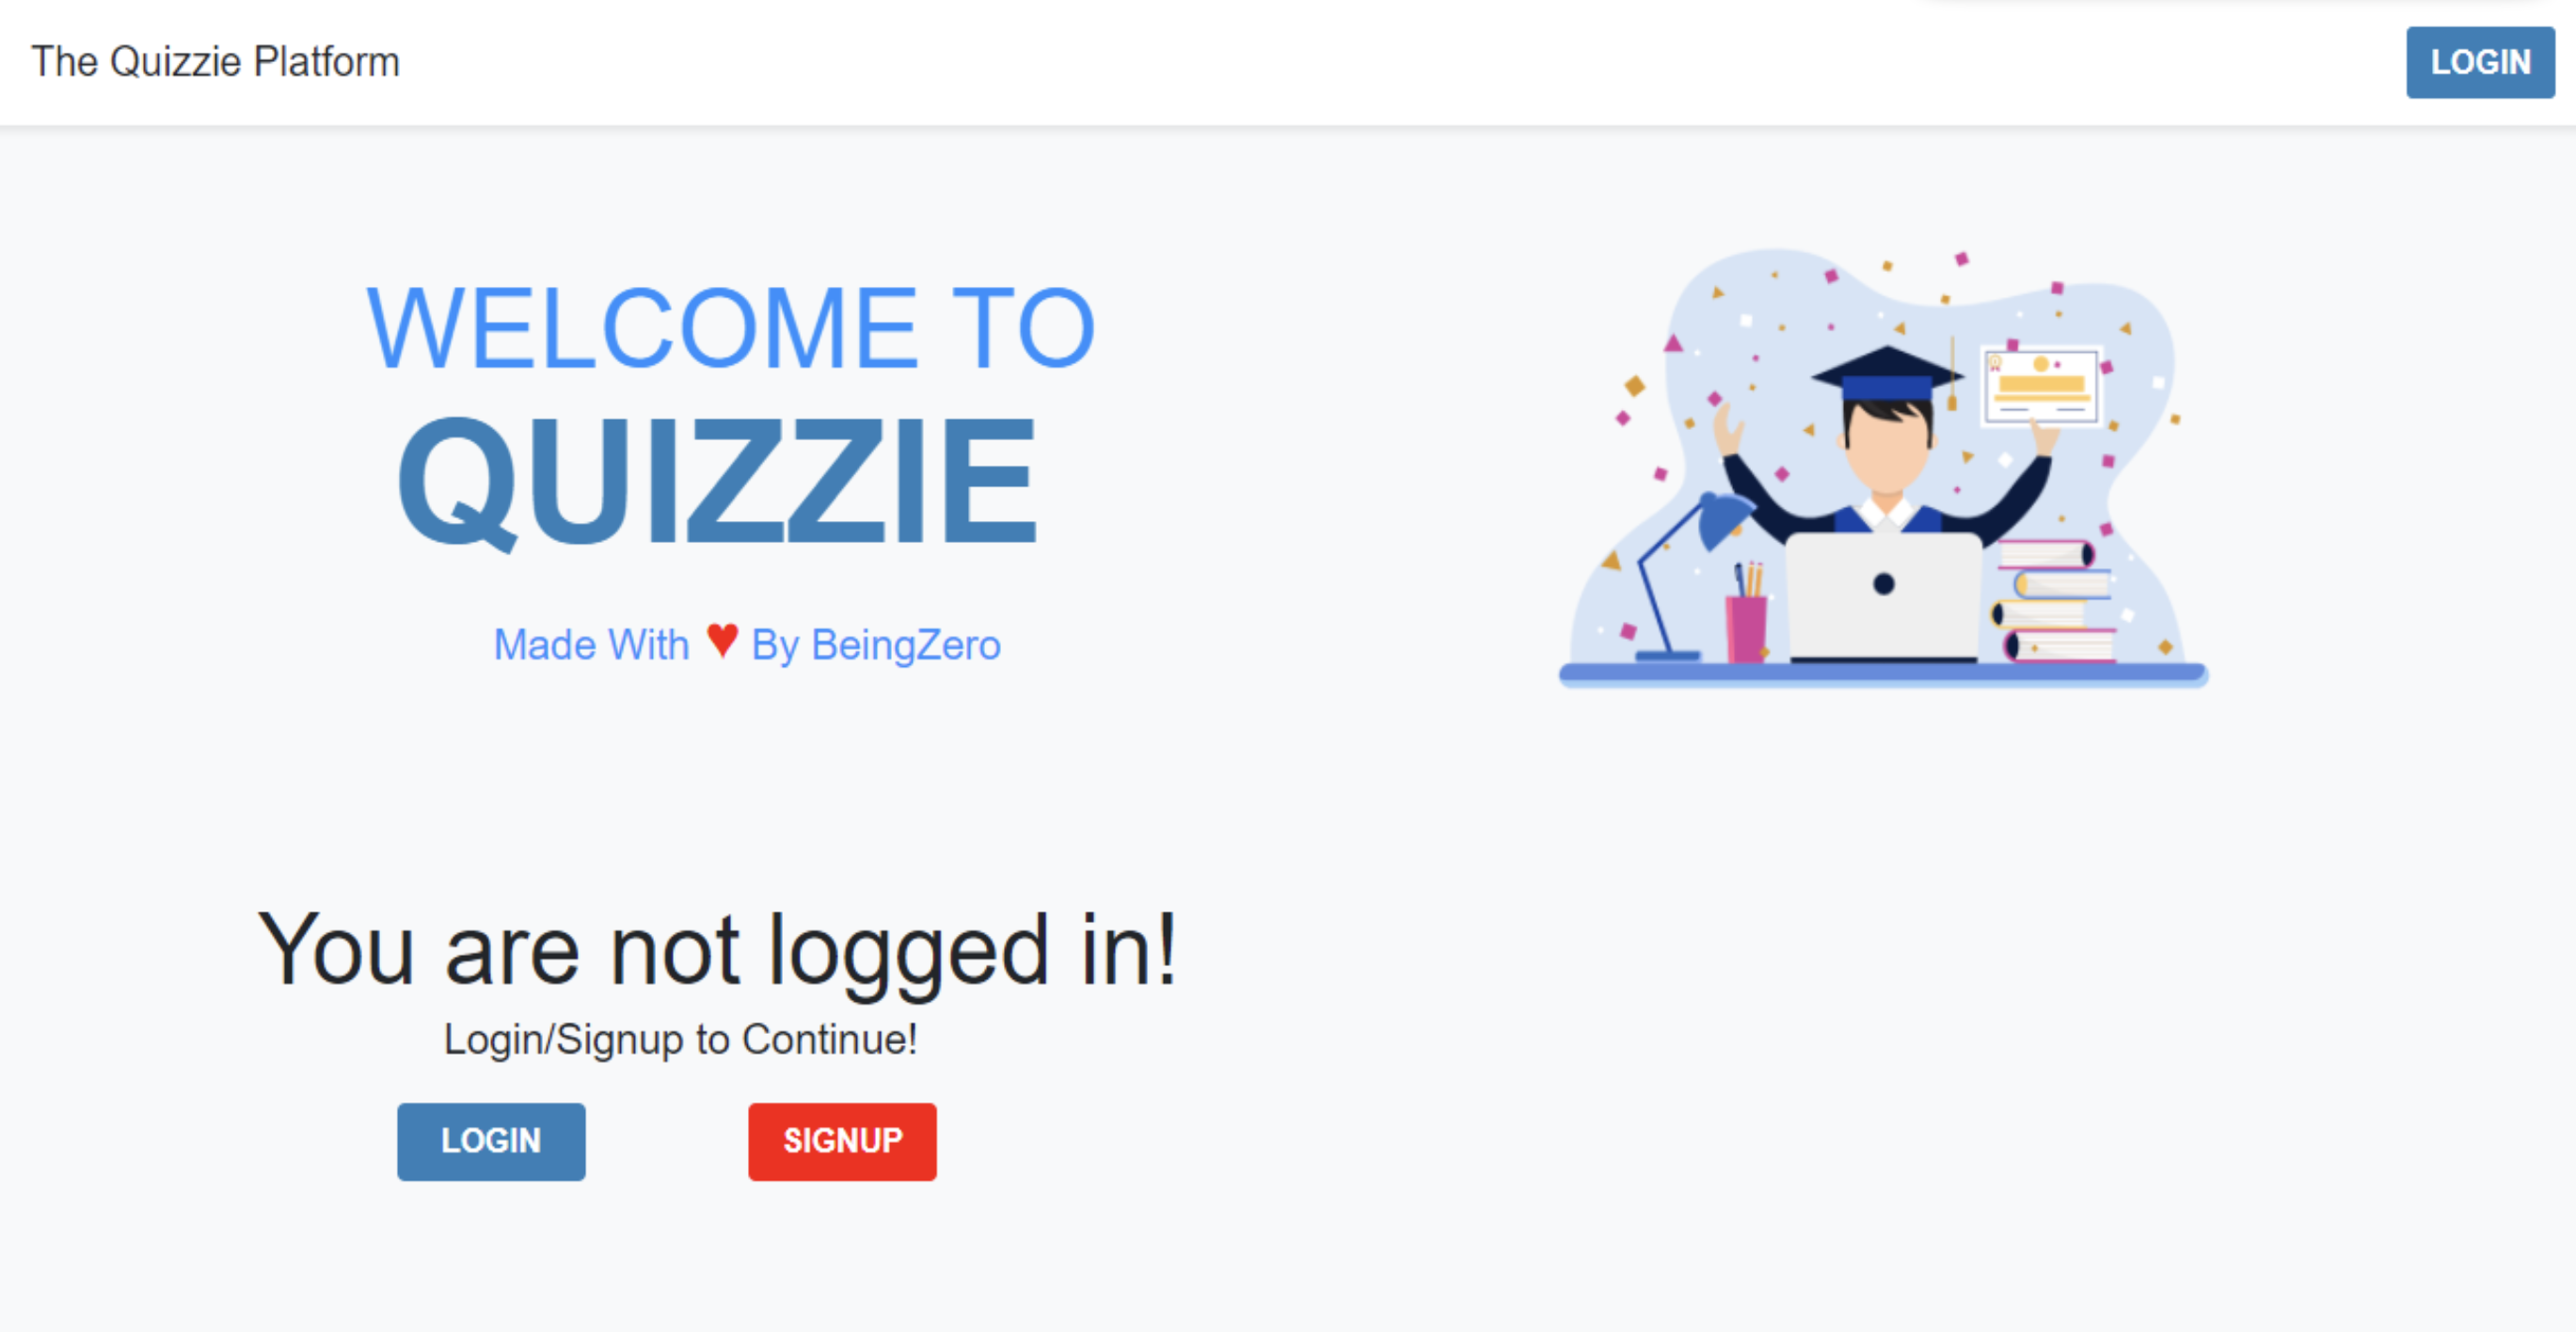 The Quizzie Platform
LOGIN
WELCOME TO
QUIZZIE
Made With ♥ By BeingZero
You are not logged in!
Login/Signup to Continue!
LOGIN
SIGNUP